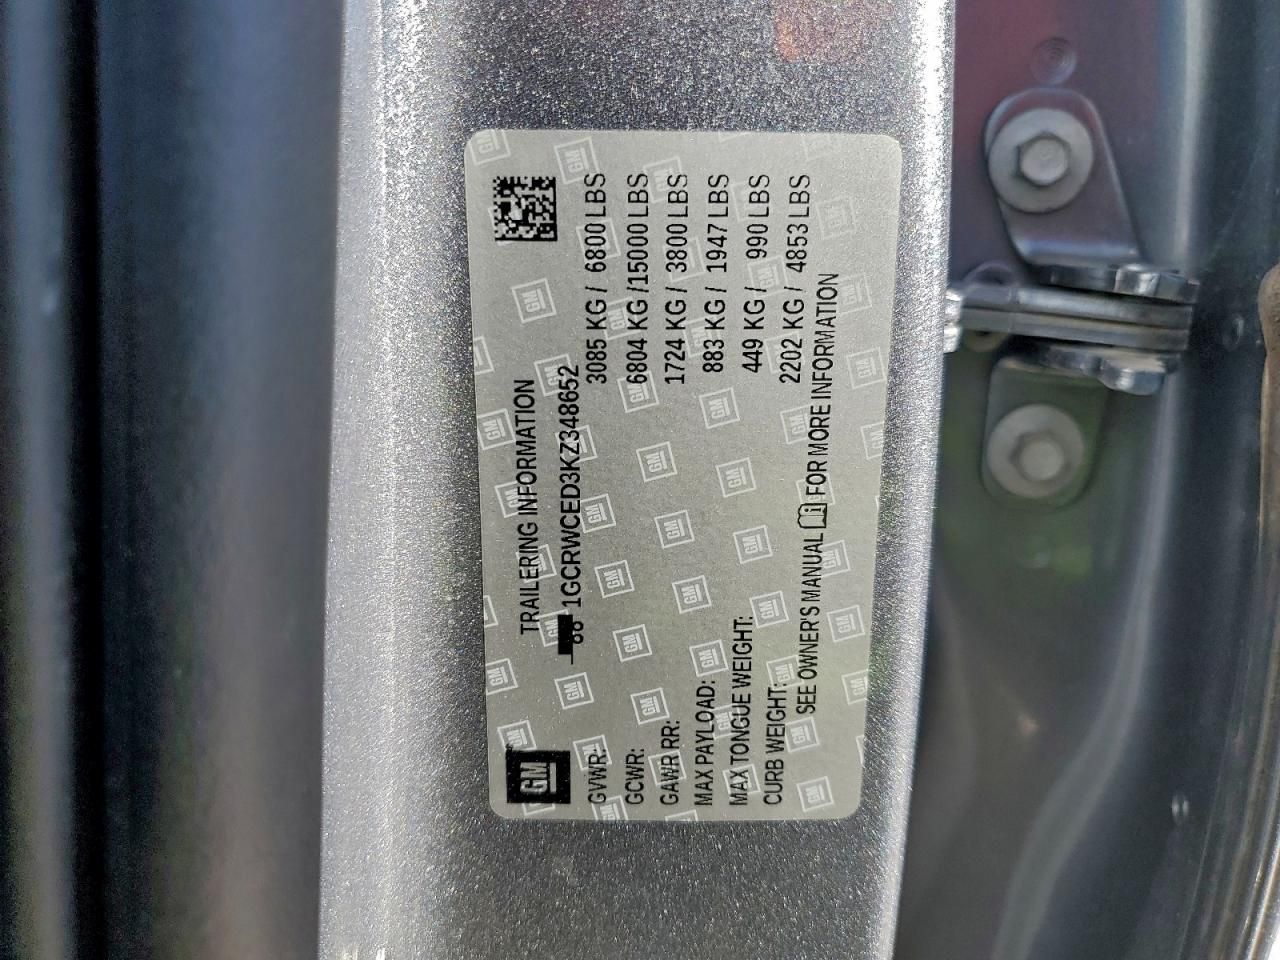 GM
TRAILERING INFORMATION
1GCRWCED3KZ348652
GVWR: 3085 KG / 6800 LBS
GCWR: 6804 KG /15000 LBS
GAWR RR: 1724 KG / 3800 LBS
MAX PAYLOAD: 883 KG / 1947 LBS
MAX TONGUE WEIGHT: 449 KG / 990 LBS
CURB WEIGHT: 2202 KG / 4853 LBS
SEE OWNER'S MANUAL i FOR MORE INFORMATION